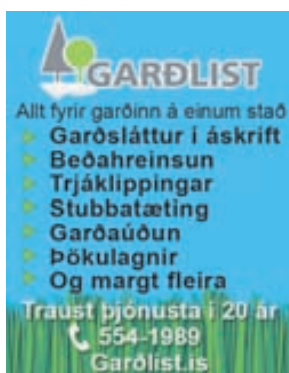 GARÐLIST
Allt fyrir garðinn á einum stað
Garðsláttur í áskrift
Beðahreinsun
Trjáklippingar
Stubbatæting
Garðaúðun
Þökulagnir
Og margt fleira
Traust þjónusta í 20 ár
554-1989
Garðlist.is